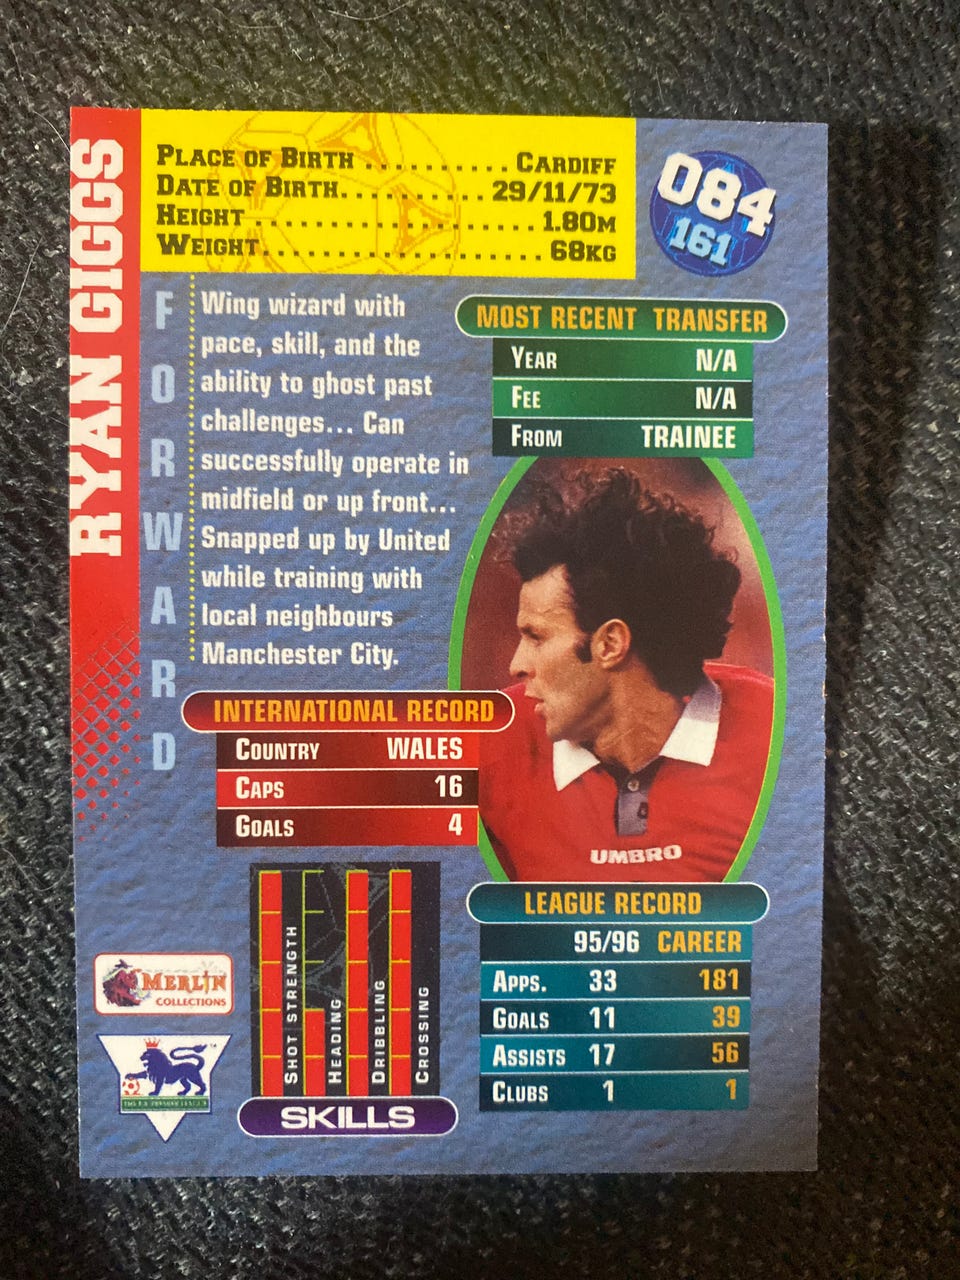 RYAN GIGGS
PLACE OF BIRTH .......... CARDIFF
DATE OF BIRTH.......... 29/11/73
HEIGHT .................... 1.80M
WEIGHT .................... 68KG
084
161
FORWARD
Wing wizard with
pace, skill, and the
ability to ghost past
challenges... Can
successfully operate in
midfield or up front...
Snapped up by United
while training with
local neighbours
Manchester City.
MOST RECENT TRANSFER
YEAR N/A
FEE N/A
FROM TRAINEE
UMBRO
INTERNATIONAL RECORD
COUNTRY WALES
CAPS 16
GOALS 4
SHOT STRENGTH
HEADING
DRIBBLING
CROSSING
SKILLS
MERLIN
COLLECTIONS
THE F.A. PREMIER LEAGUE
LEAGUE RECORD
95/96 CAREER
APPS. 33 181
GOALS 11 39
ASSISTS 17 56
CLUBS 1 1